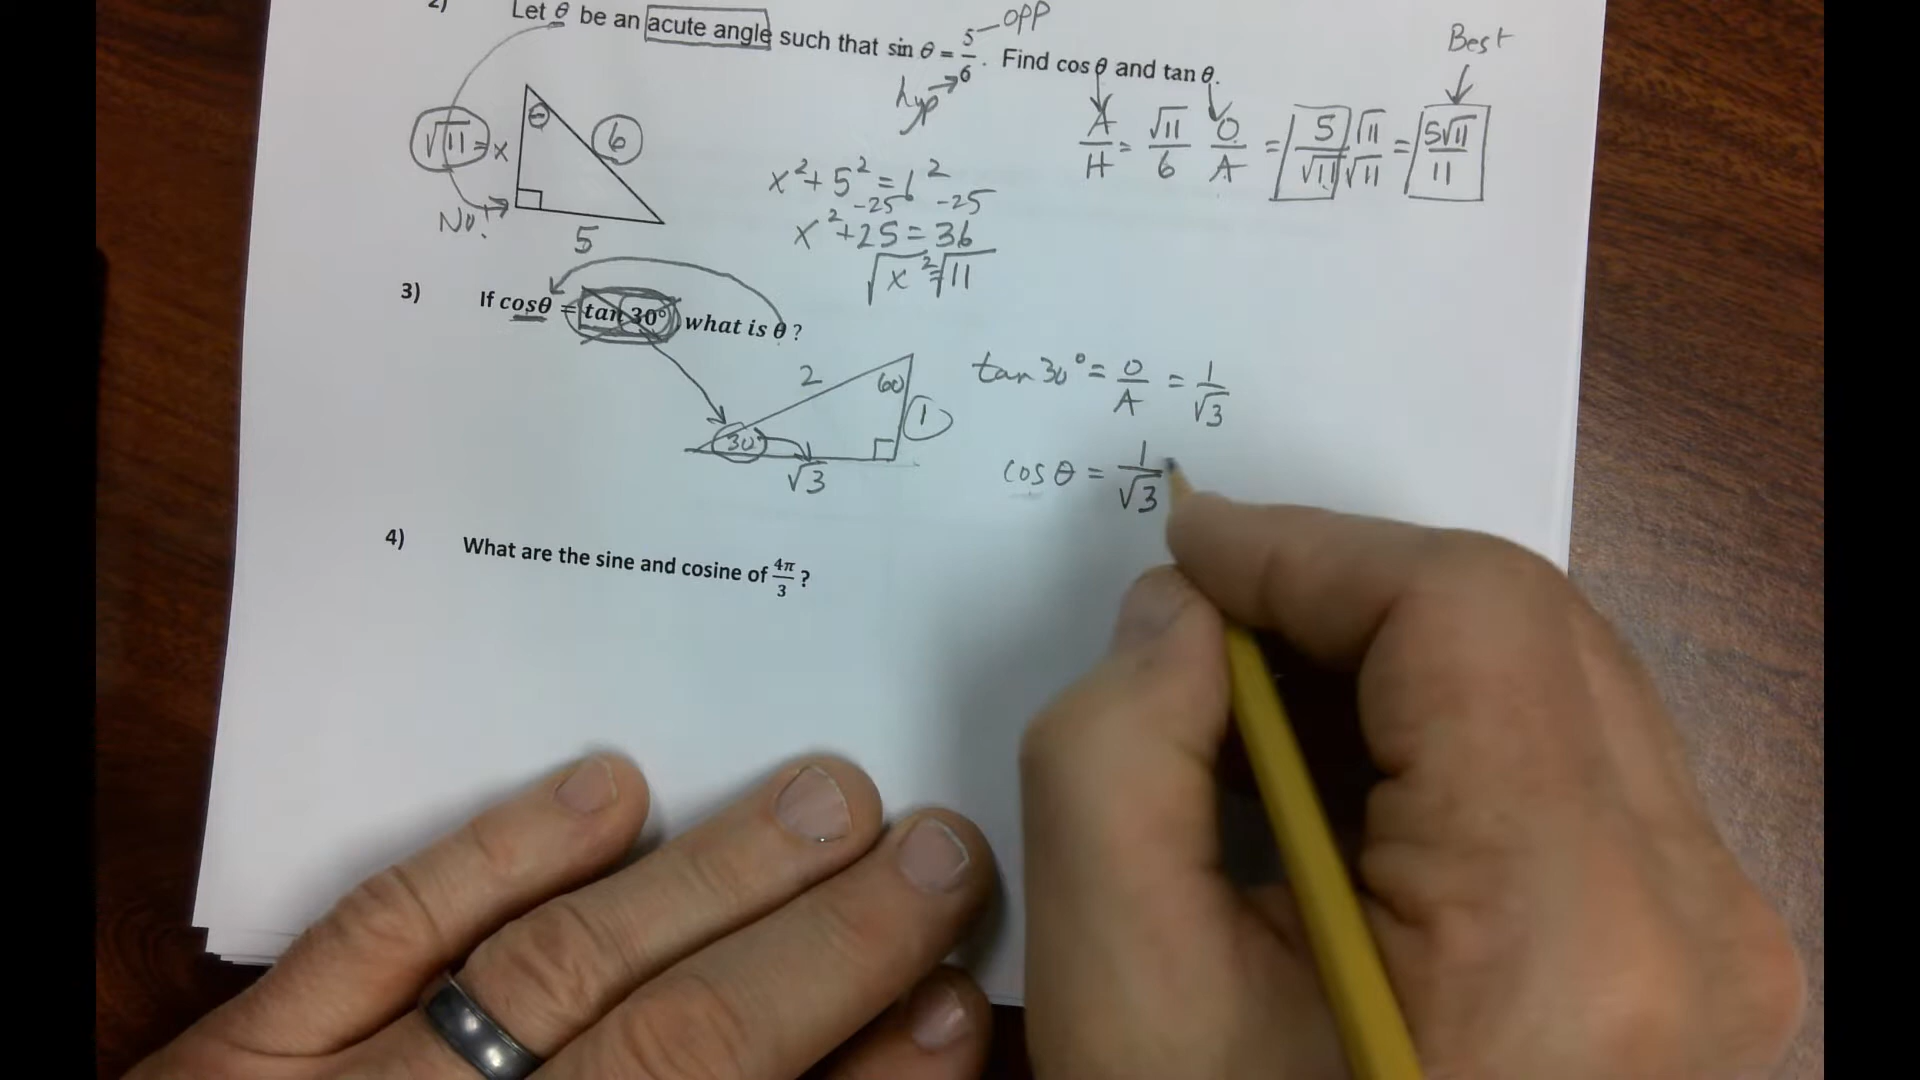 2) Let θ be an acute angle such that sin θ = 5/6. Find cos θ and tan θ.
opp
hyp
Best
√11 = x
θ
6
5
No!
x² + 5² = 6²
-25 -25
x² + 25 = 36
√x² = √11
A/H = √11/6
O/A = 5/√11 √11/√11 = 5√11/11
3) If cosθ = tan 30° what is θ ?
2
60
1
30°
√3
tan 30° = O/A = 1/√3
cos θ = 1/√3
4) What are the sine and cosine of 4π/3 ?